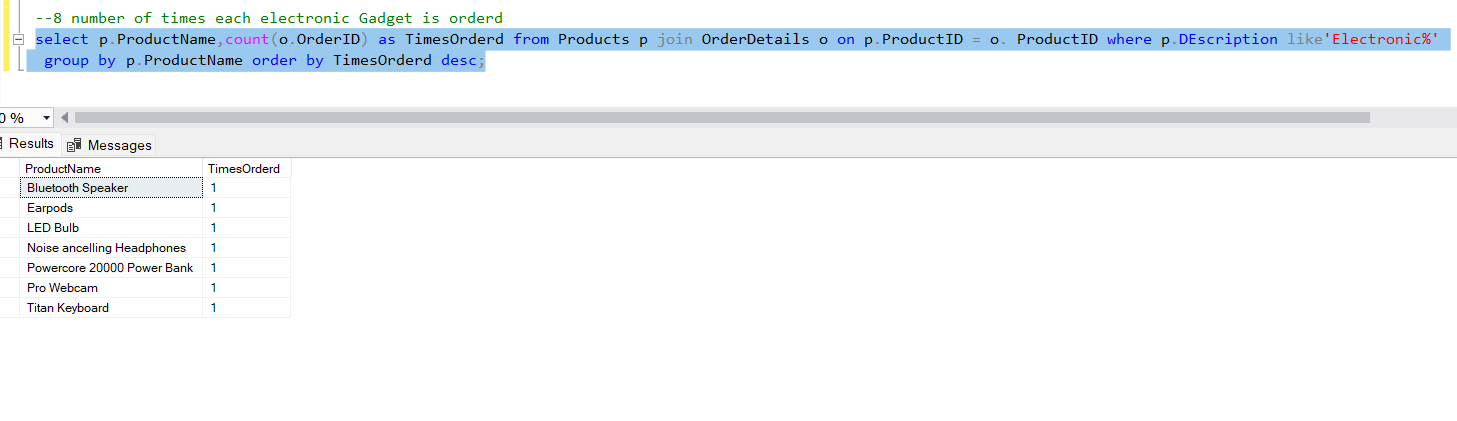 --8 number of times each electronic Gadget is orderd
select p.ProductName,count(o.OrderID) as TimesOrderd from Products p join OrderDetails o on p.ProductID = o. ProductID where p.DEscription like'Electronic%'
group by p.ProductName order by TimesOrderd desc;
0 %
Results Messages
ProductName TimesOrderd
Bluetooth Speaker 1
Earpods 1
LED Bulb 1
Noise ancelling Headphones 1
Powercore 20000 Power Bank 1
Pro Webcam 1
Titan Keyboard 1